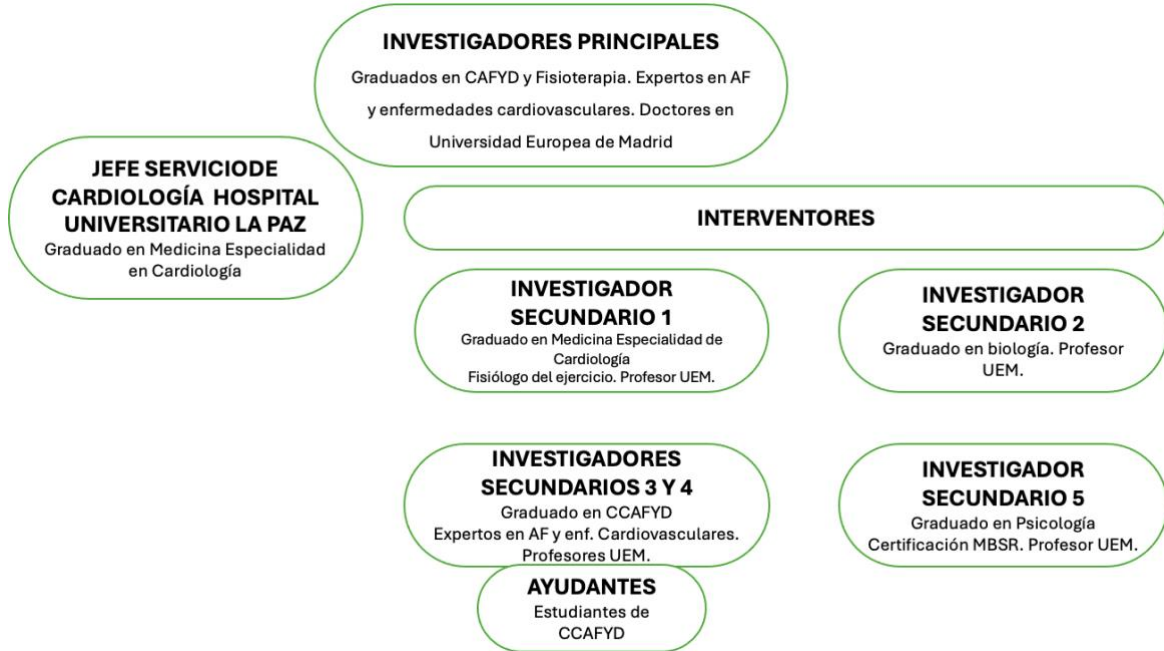 INVESTIGADORES PRINCIPALES
Graduados en CAFYD y Fisioterapia. Expertos en AF
y enfermedades cardiovasculares. Doctores en
Universidad Europea de Madrid
JEFE SERVICIODE
CARDIOLOGÍA HOSPITAL
UNIVERSITARIO LA PAZ
Graduado en Medicina Especialidad
en Cardiología
INTERVENTORES
INVESTIGADOR
SECUNDARIO 1
Graduado en Medicina Especialidad de
Cardiología
Fisiólogo del ejercicio. Profesor UEM.
INVESTIGADOR
SECUNDARIO 2
Graduado en biología. Profesor
UEM.
INVESTIGADORES
SECUNDARIOS 3 Y 4
Graduado en CCAFYD
Expertos en AF y enf. Cardiovasculares.
Profesores UEM.
INVESTIGADOR
SECUNDARIO 5
Graduado en Psicología
Certificación MBSR. Profesor UEM.
AYUDANTES
Estudiantes de
CCAFYD